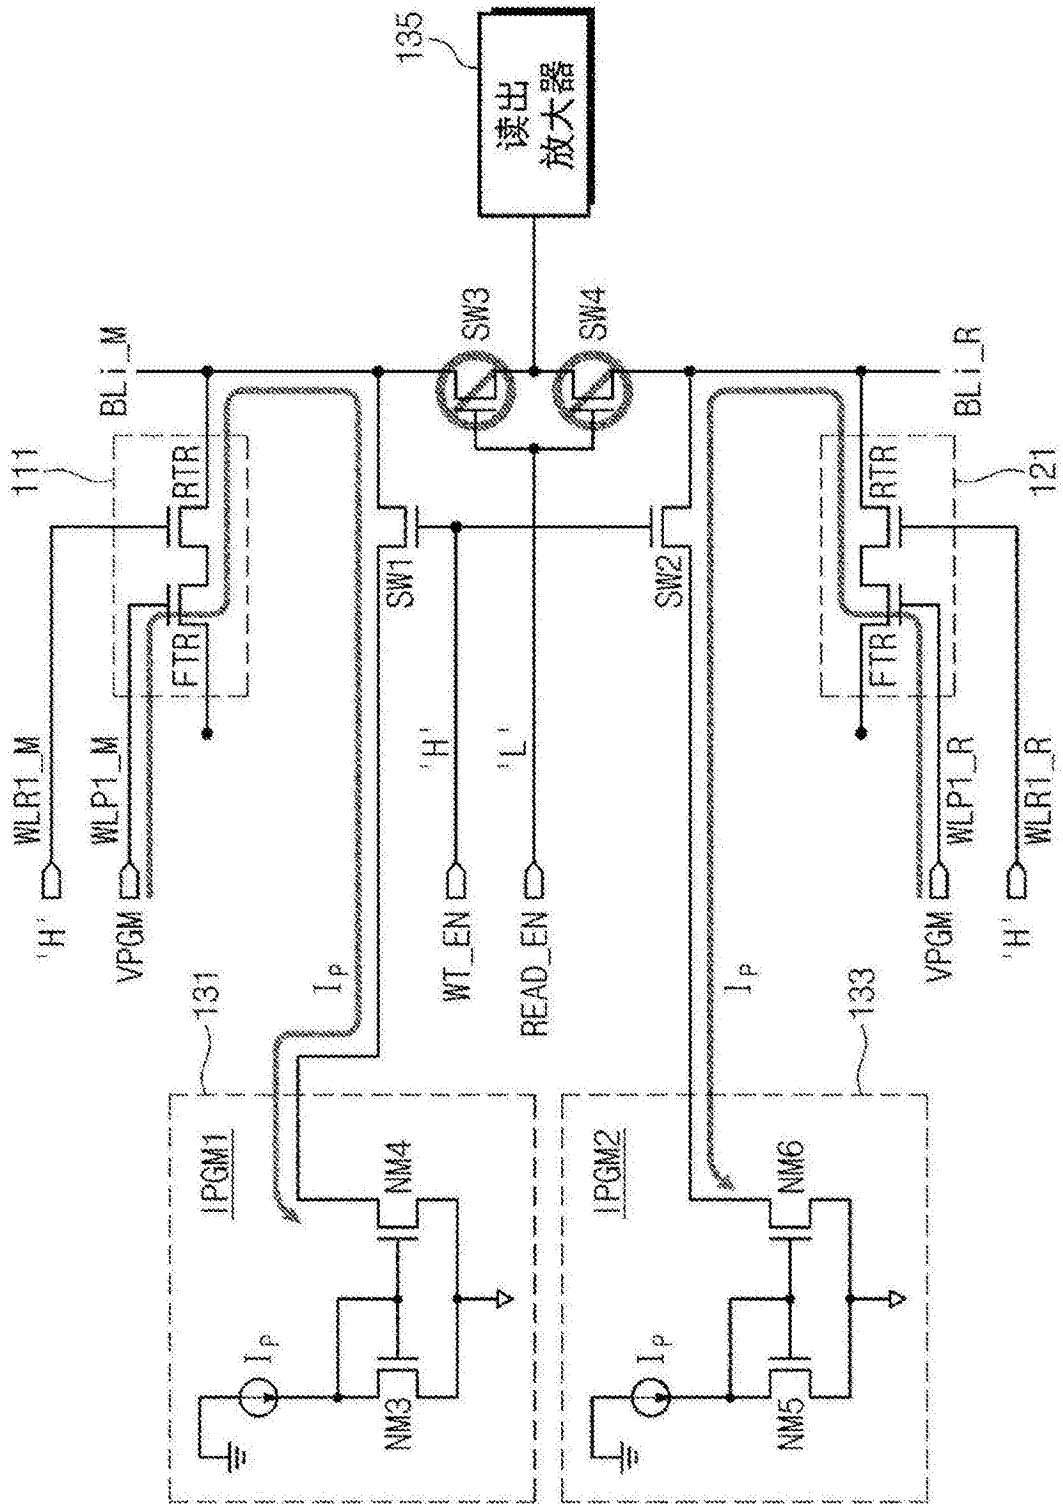 WLR1_M
111
'H'
WLP1_M
BLi_M
VPGM
FTR RTR
131
IPGM1
Ip
Ip
NM3 NM4
SW1
135
'H'
WT_EN
SW3
读出
放大器
'L'
READ_EN
SW4
IPGM2
Ip
SW2
Ip
NM5 NM6
133
FTR RTR
VPGM
WLP1_R
BLi_R
'H'
WLR1_R
121